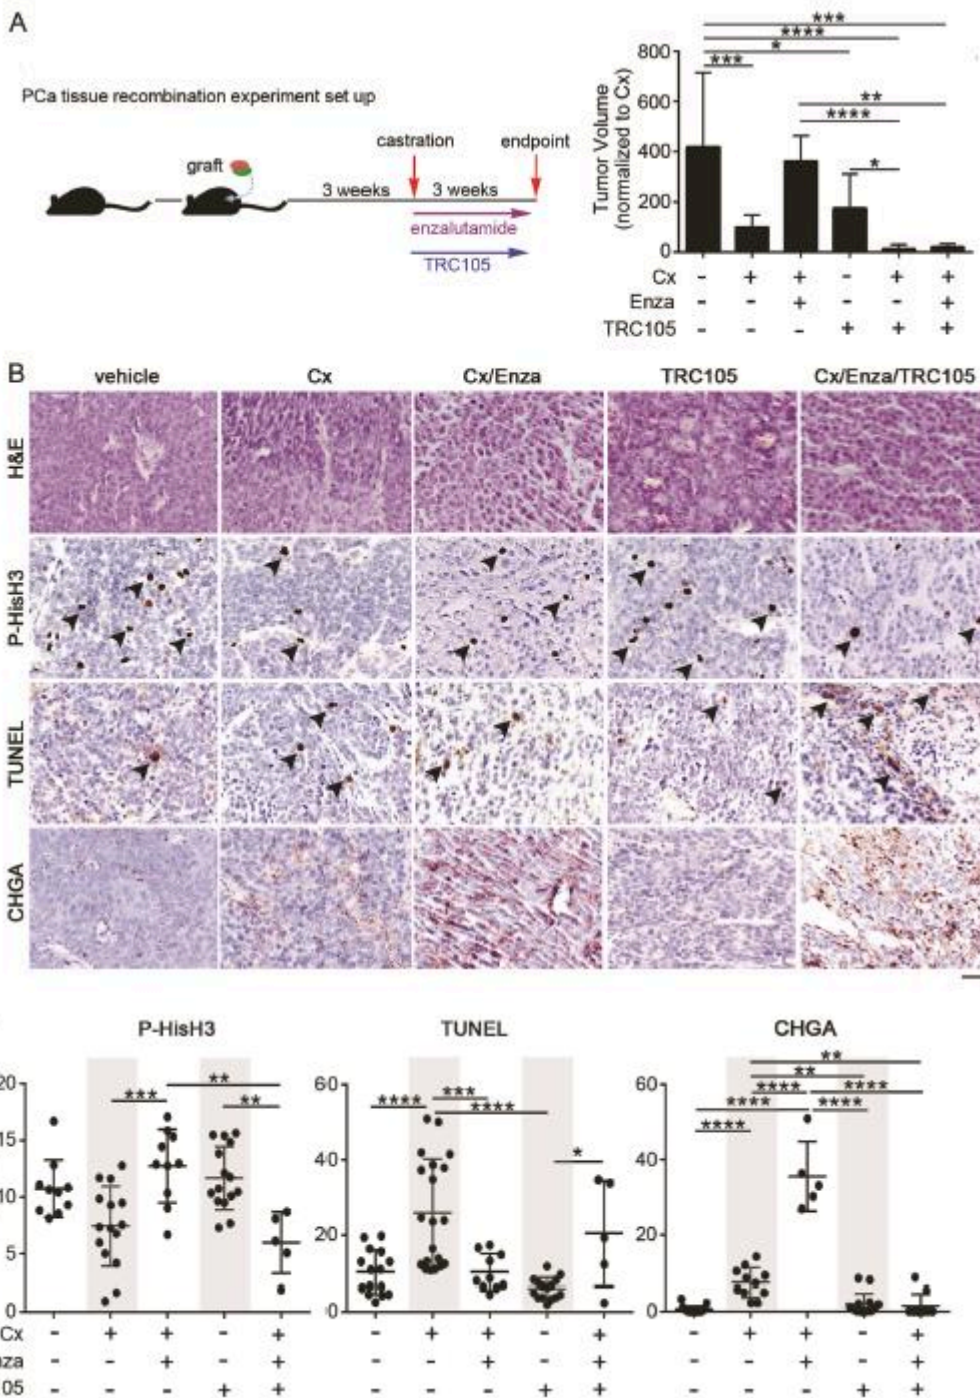 A
PCa tissue recombination experiment set up
graft
castration
endpoint
3 weeks
3 weeks
enzalutamide
TRC105
Tumor Volume
(normalized to Cx)
800
600
400
200
0
***
****
*
***
**
****
*
Cx - + + - + +
Enza - - + - - +
TRC105 - - - + + +
B
vehicle Cx Cx/Enza TRC105 Cx/Enza/TRC105
H&E
P-HisH3
TUNEL
CHGA
P-HisH3 TUNEL CHGA
20
15
10
5
0
**
***
**
60
40
20
0
****
***
****
*
60
40
20
0
**
**
****
****
****
****
****
Cx - + + - + - + + - + - + + - +
nza - - + - + - - + - + - - + - +
05 - - - + + - - - + + - - - + +